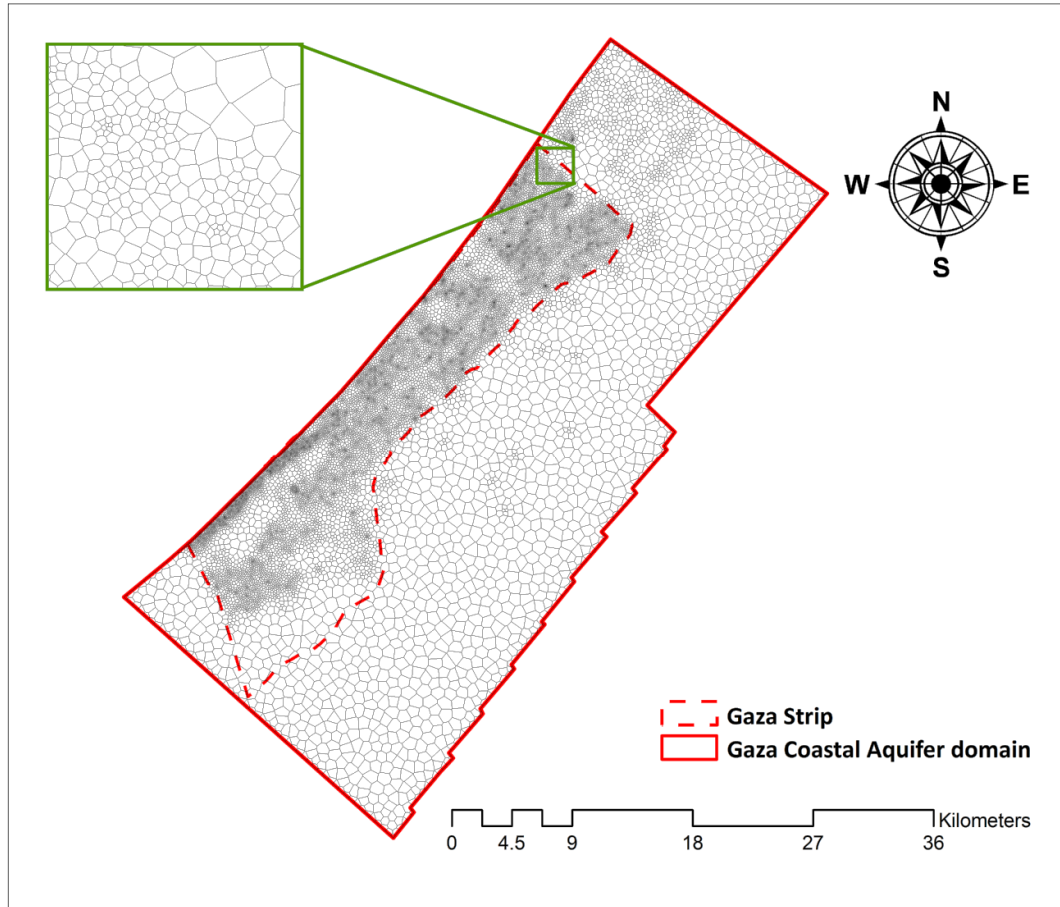 N
W E
S
Gaza Strip
Gaza Coastal Aquifer domain
Kilometers
0 4.5 9 18 27 36